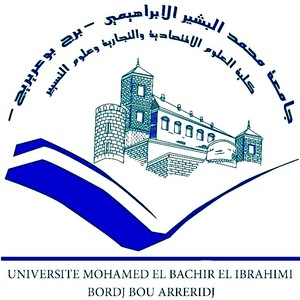 جامعة محمد البشير الإبراهيمي - برج بوعريريج -
كلية العلوم الاقتصادية والتجارية وعلوم التسيير
UNIVERSITE MOHAMED EL BACHIR EL IBRAHIMI
BORDJ BOU ARRERIDJ